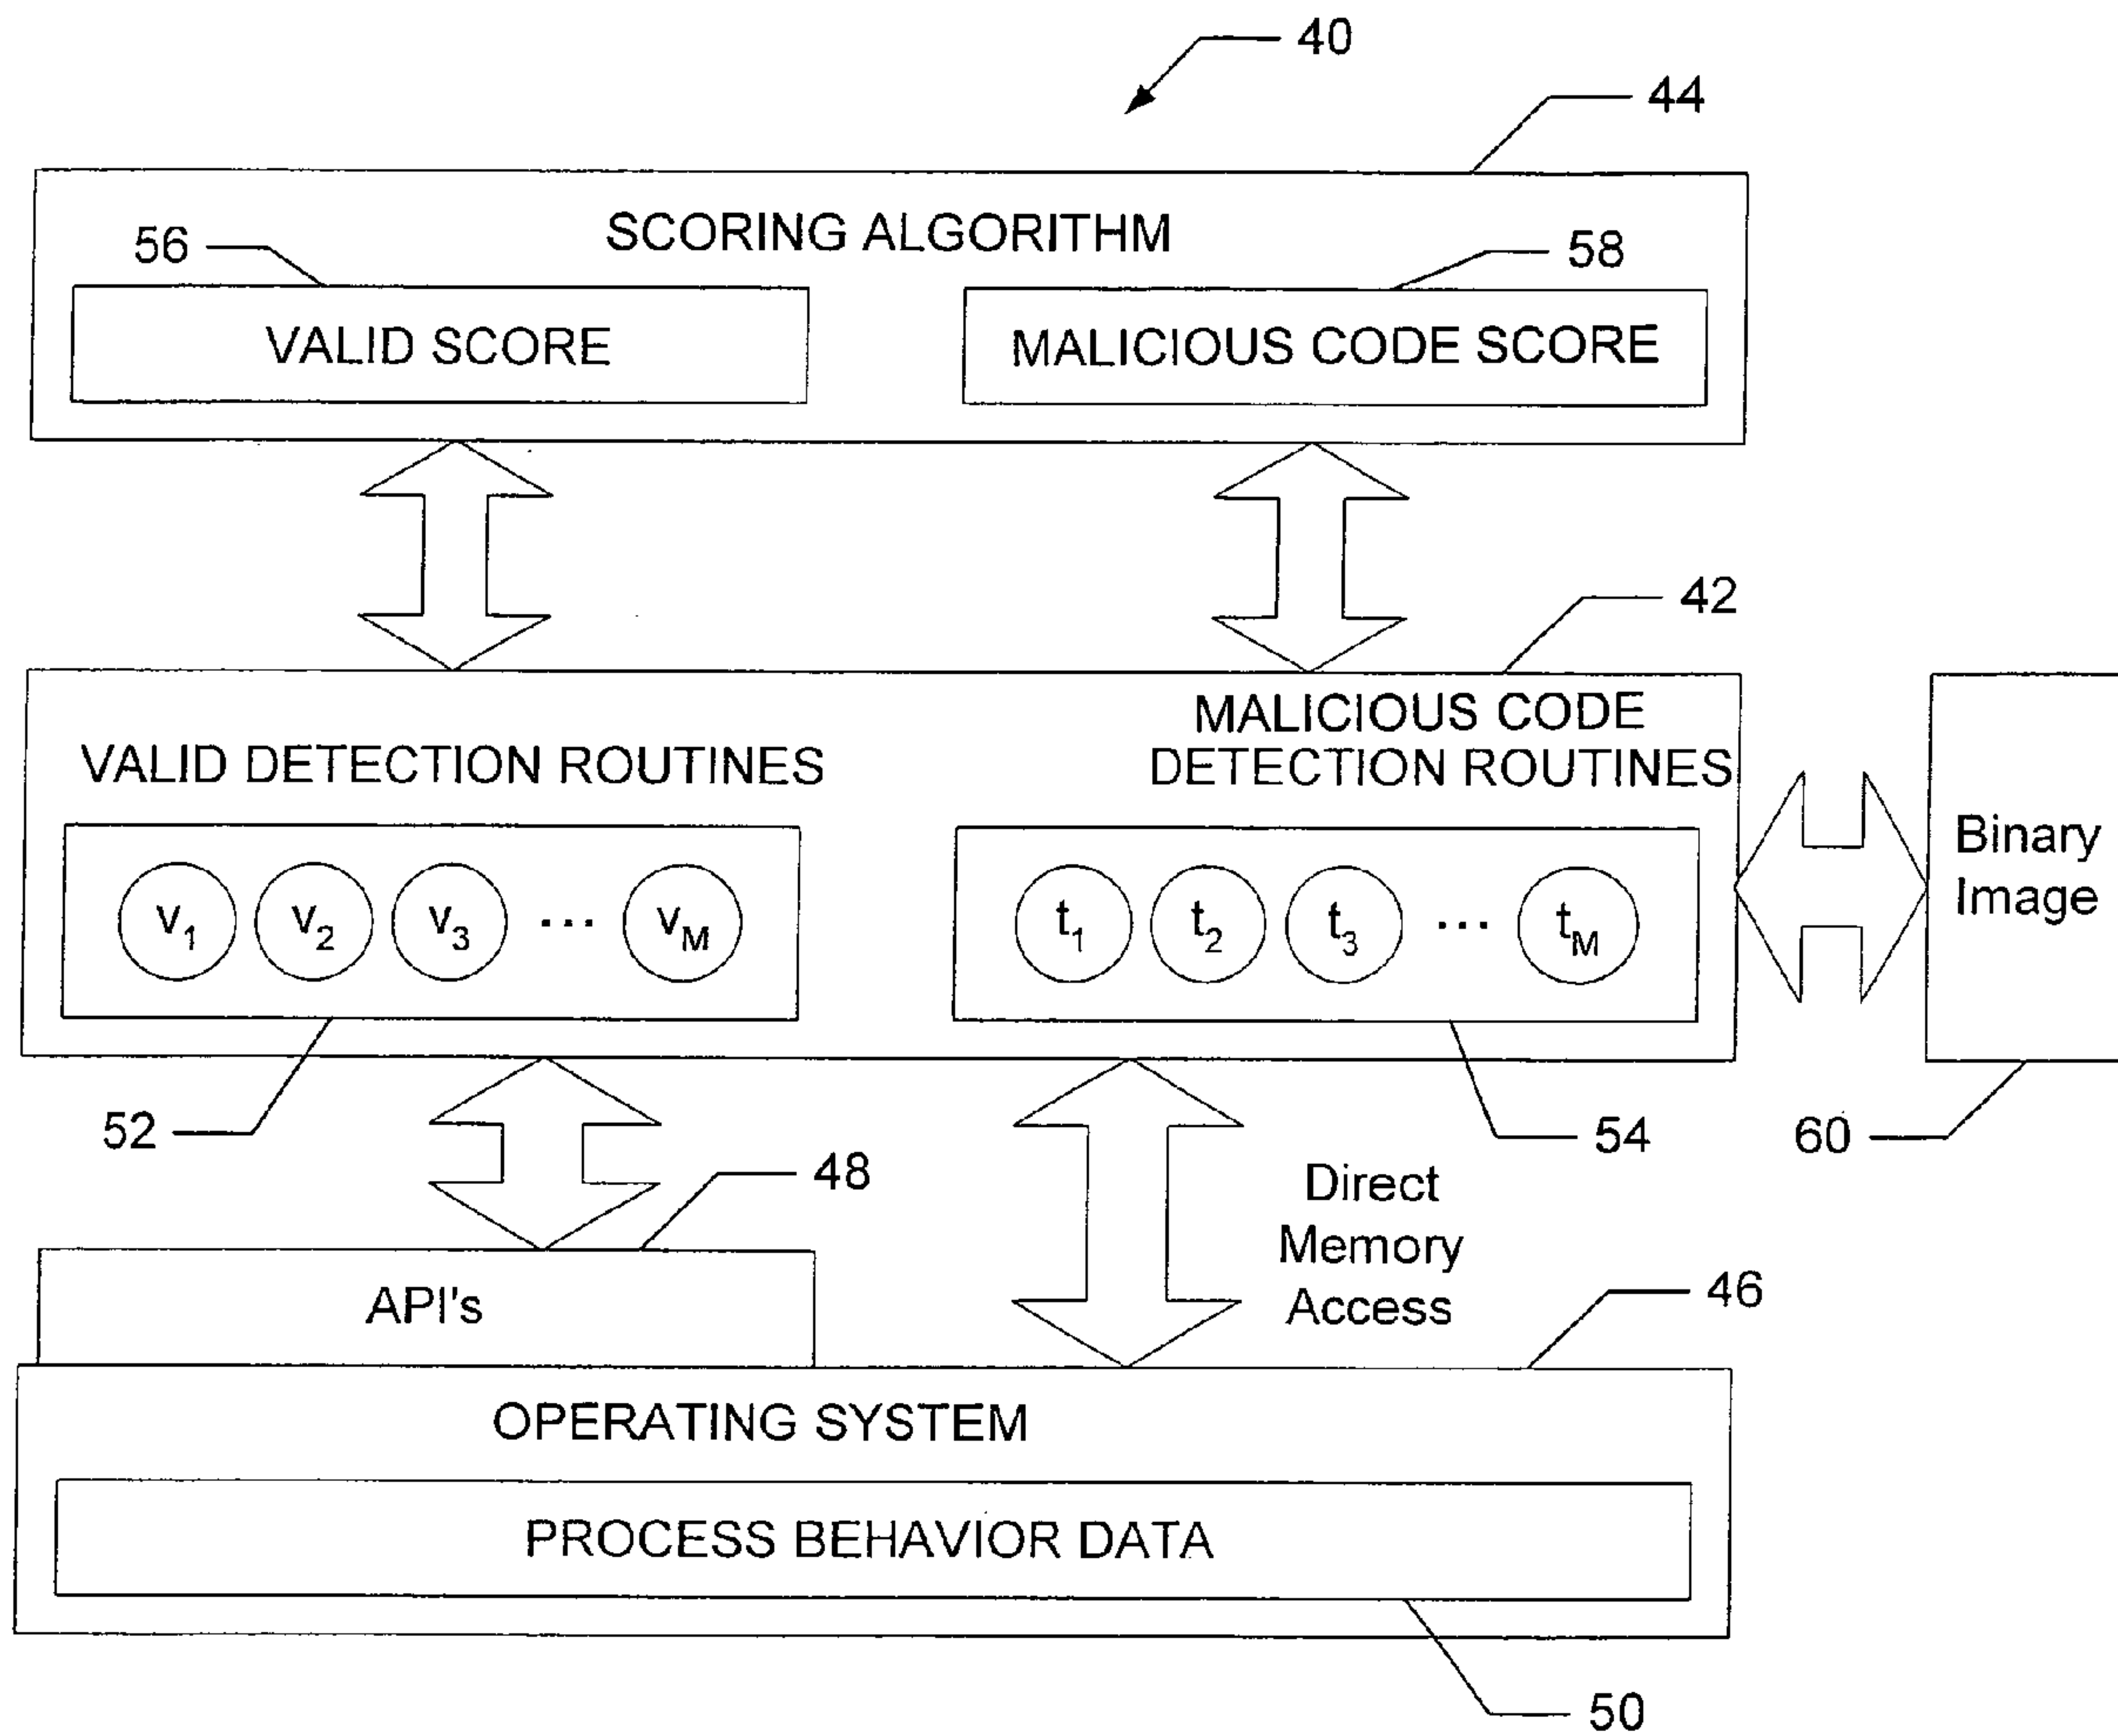 40
44
SCORING ALGORITHM
56
58
VALID SCORE
MALICIOUS CODE SCORE
42
VALID DETECTION ROUTINES
MALICIOUS CODE
DETECTION ROUTINES
v1 v2 v3 ... vM
t1 t2 t3 ... tM
Binary
Image
52
54
60
48
Direct
Memory
Access
API's
46
OPERATING SYSTEM
PROCESS BEHAVIOR DATA
50